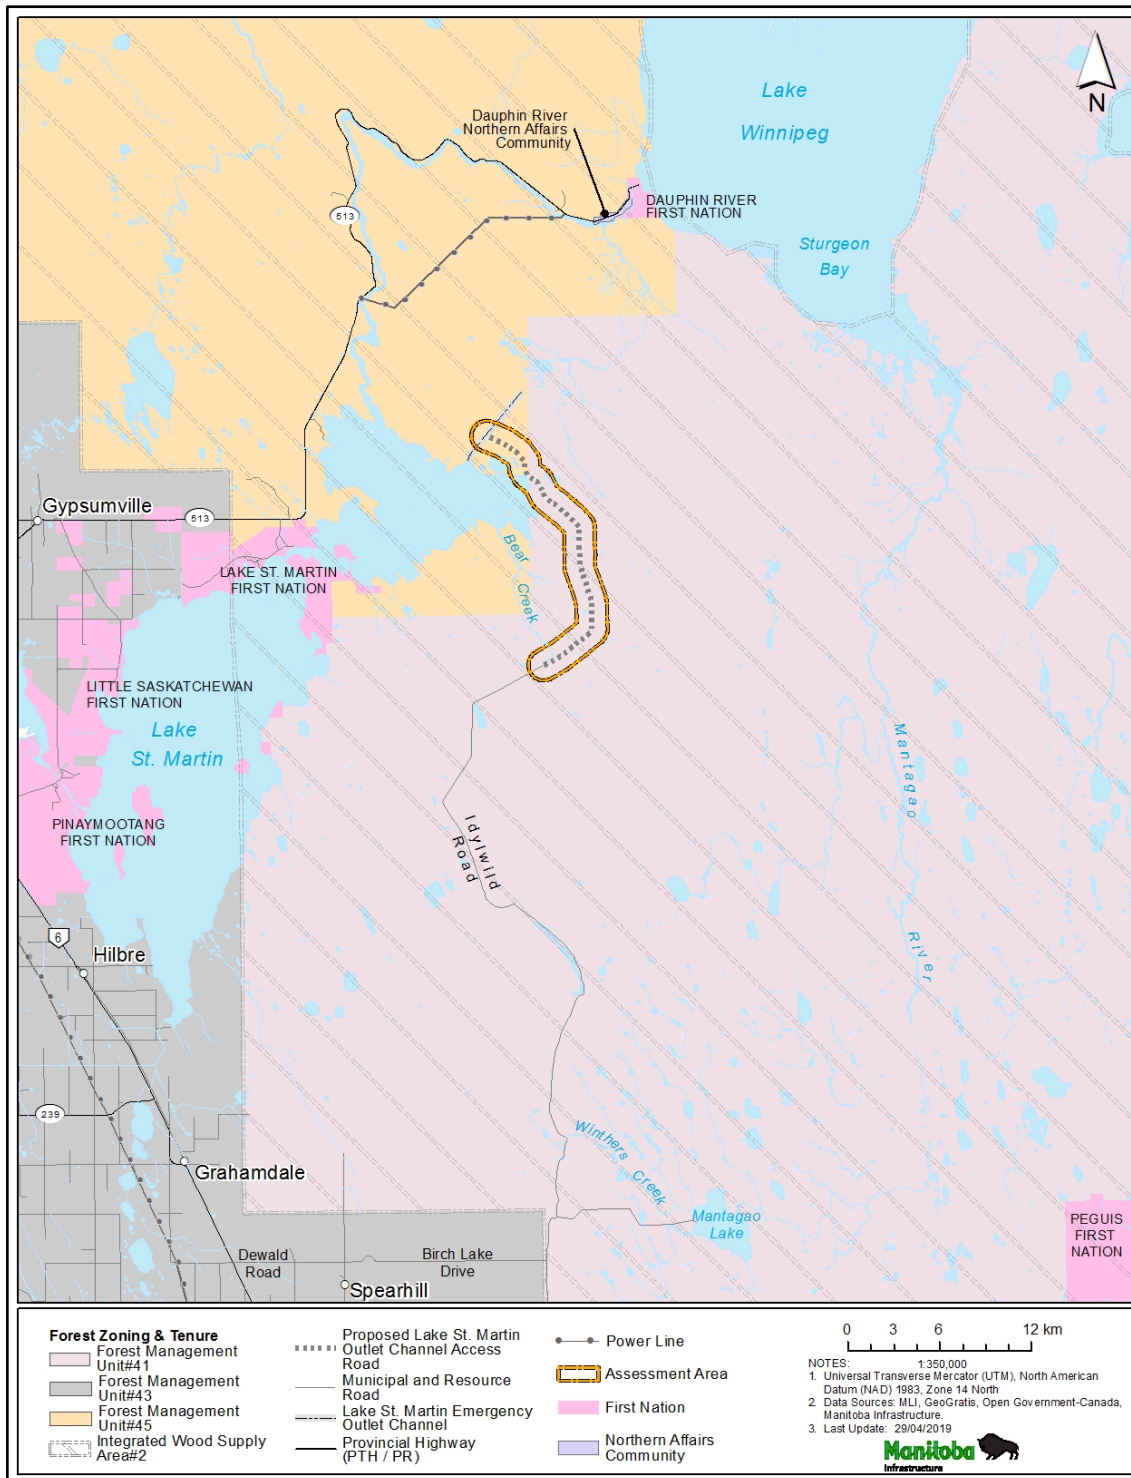 Lake
Winnipeg
N
Dauphin River
Northern Affairs
Community
DAUPHIN RIVER
FIRST NATION
513
Sturgeon
Bay
Gypsumville
513
Bear
Creek
LAKE ST. MARTIN
FIRST NATION
LITTLE SASKATCHEWAN
FIRST NATION
Lake
St. Martin
Mantagao
River
PINAYMOOTANG
FIRST NATION
Idylwild
Road
6
Hilbre
239
Winthers Creek
Grahamdale
Mantagao
Lake
PEGUIS
FIRST
NATION
Dewald
Road
Birch Lake
Drive
Spearhill
Forest Zoning & Tenure
Forest Management
Unit#41
Forest Management
Unit#43
Forest Management
Unit#45
Integrated Wood Supply
Area#2
Proposed Lake St. Martin
Outlet Channel Access
Road
Municipal and Resource
Road
Lake St. Martin Emergency
Outlet Channel
Provincial Highway
(PTH / PR)
Power Line
Assessment Area
First Nation
Northern Affairs
Community
0 3 6 12 km
1:350,000
NOTES:
1. Universal Transverse Mercator (UTM), North American
Datum (NAD) 1983, Zone 14 North
2. Data Sources: MLI, GeoGratis, Open Government-Canada,
Manitoba Infrastructure.
3. Last Update: 29/04/2019
Manitoba
Infrastructure